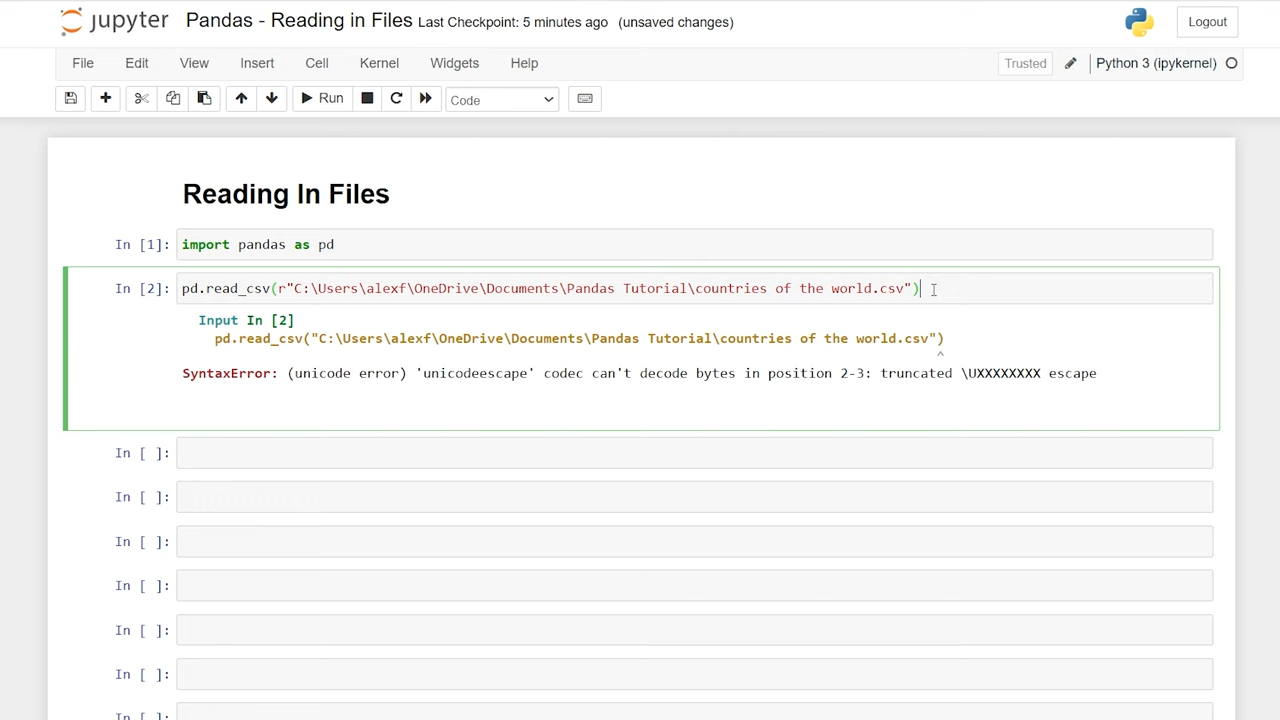 jupyter Pandas - Reading in Files Last Checkpoint: 5 minutes ago (unsaved changes) Logout
File Edit View Insert Cell Kernel Widgets Help Trusted Python 3 (ipykernel)
Run Code
Reading In Files
In [1]: import pandas as pd
In [2]: pd.read_csv(r"C:\Users\alexf\OneDrive\Documents\Pandas Tutorial\countries of the world.csv")
Input In [2]
pd.read_csv("C:\Users\alexf\OneDrive\Documents\Pandas Tutorial\countries of the world.csv")
^
SyntaxError: (unicode error) 'unicodeescape' codec can't decode bytes in position 2-3: truncated \UXXXXXXXX escape
In [ ]:
In [ ]:
In [ ]:
In [ ]:
In [ ]:
In [ ]:
In [ ]: